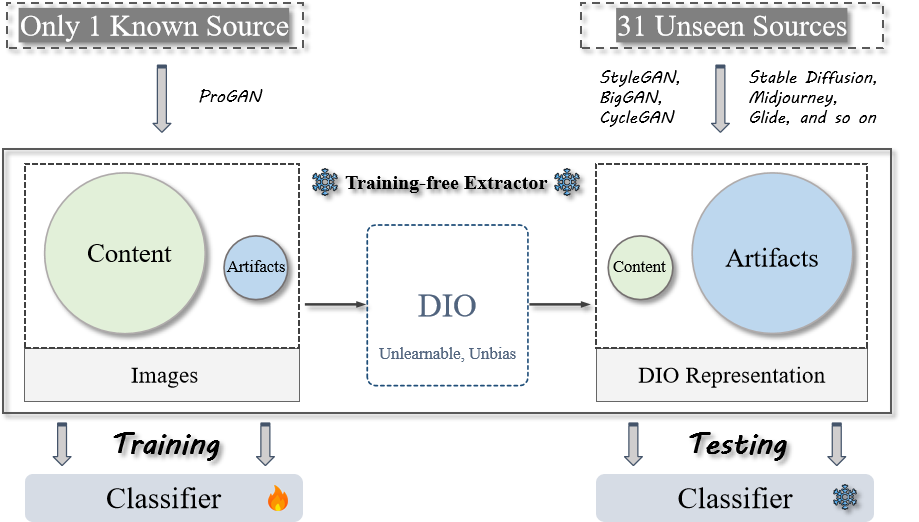 Only 1 Known Source
31 Unseen Sources
ProGAN
StyleGAN,
BigGAN,
CycleGAN
Stable Diffusion,
Midjourney,
Glide, and so on
Training-free Extractor
Content
Artifacts
DIO
Unlearnable, Unbias
Content
Artifacts
Images
DIO Representation
Training
Testing
Classifier
Classifier